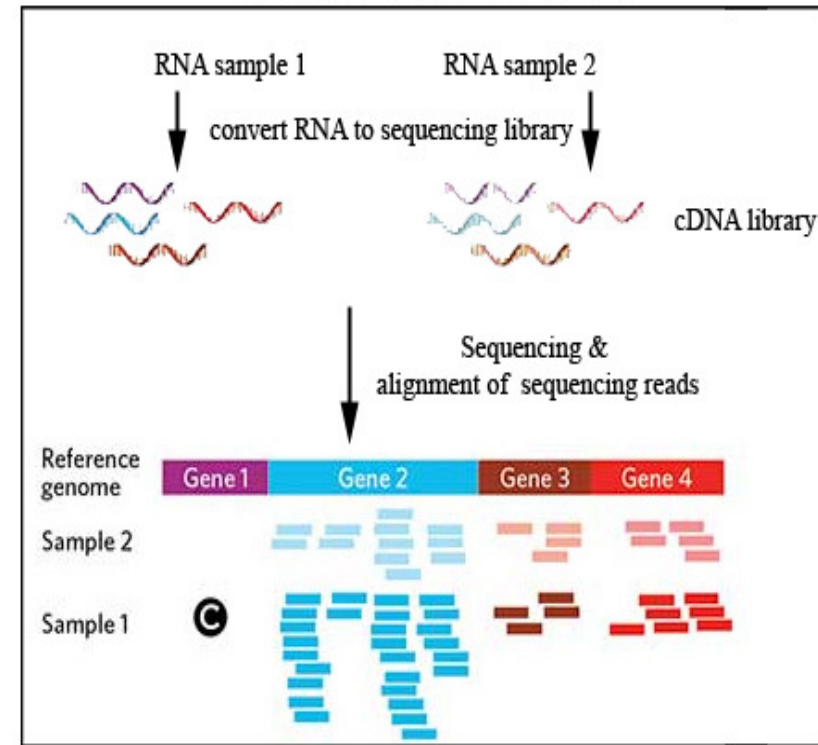 RNA sample 1
RNA sample 2
convert RNA to sequencing library
cDNA library
Sequencing &
alignment of sequencing reads
Reference
genome
Gene 1
Gene 2
Gene 3
Gene 4
Sample 2
Sample 1
C